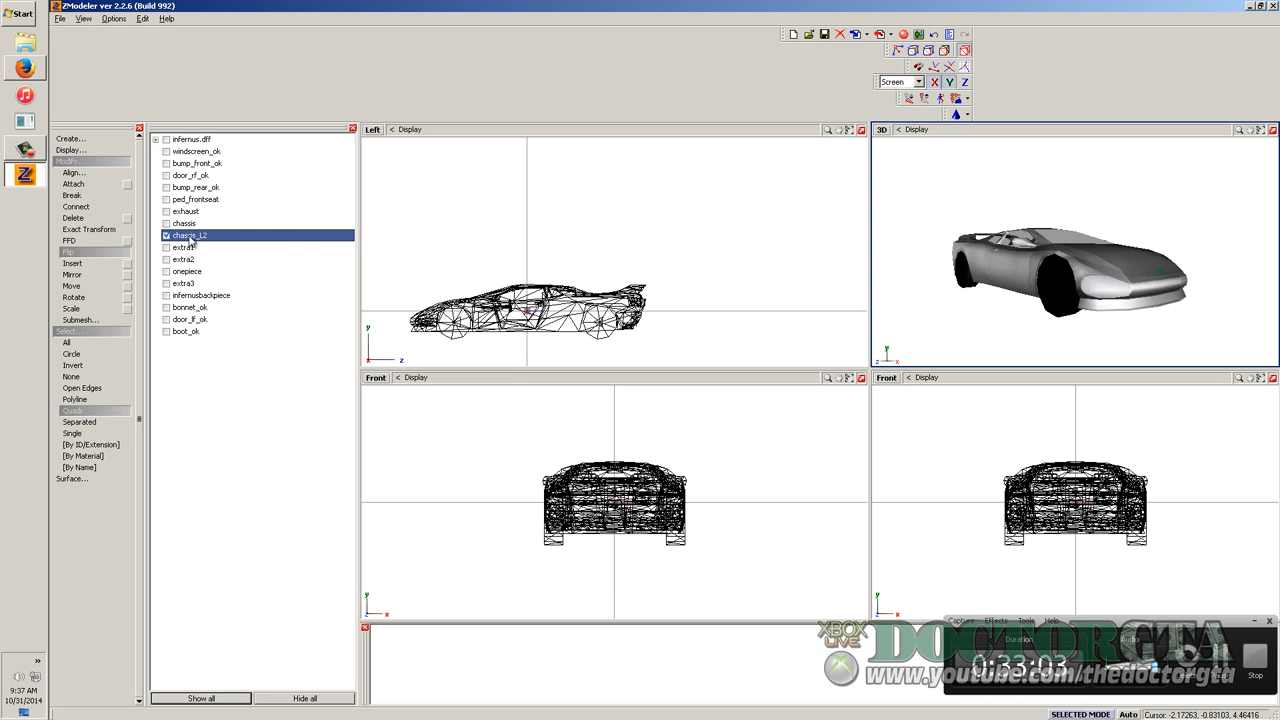 Start
ZModeler ver 2.2.6 (Build 992)
File View Options Edit Help
Screen X Y Z
Create...
Display...
Modify...
Align...
Attach
Break
Connect
Delete
Exact Transform
FFD
Flip
Insert
Mirror
Move
Rotate
Scale
Submesh...
Select...
All
Circle
Invert
None
Open Edges
Polyline
Quadr
Separated
Single
[By ID/Extension]
[By Material]
[By Name]
Surface...
infernus.dff
windscreen_ok
bump_front_ok
door_rf_ok
bump_rear_ok
ped_frontseat
exhaust
chassis
chassis_L2
extra1
extra2
onepiece
extra3
infernusbackpiece
bonnet_ok
door_lf_ok
boot_ok
Show all Hide all
Left < Display
y
x z
3D < Display
y
z x
Front < Display
y
z x
Front < Display
y
z x
Capture Effects Tools Help
Duration Audio
0:33:03
Stop
XBOX LIVE
DOCTORGTA
www.youtube.com/thedoctorgta
9:37 AM
10/31/2014
SELECTED MODE Auto Cursor: -2.17263, -0.83103, 4.46416